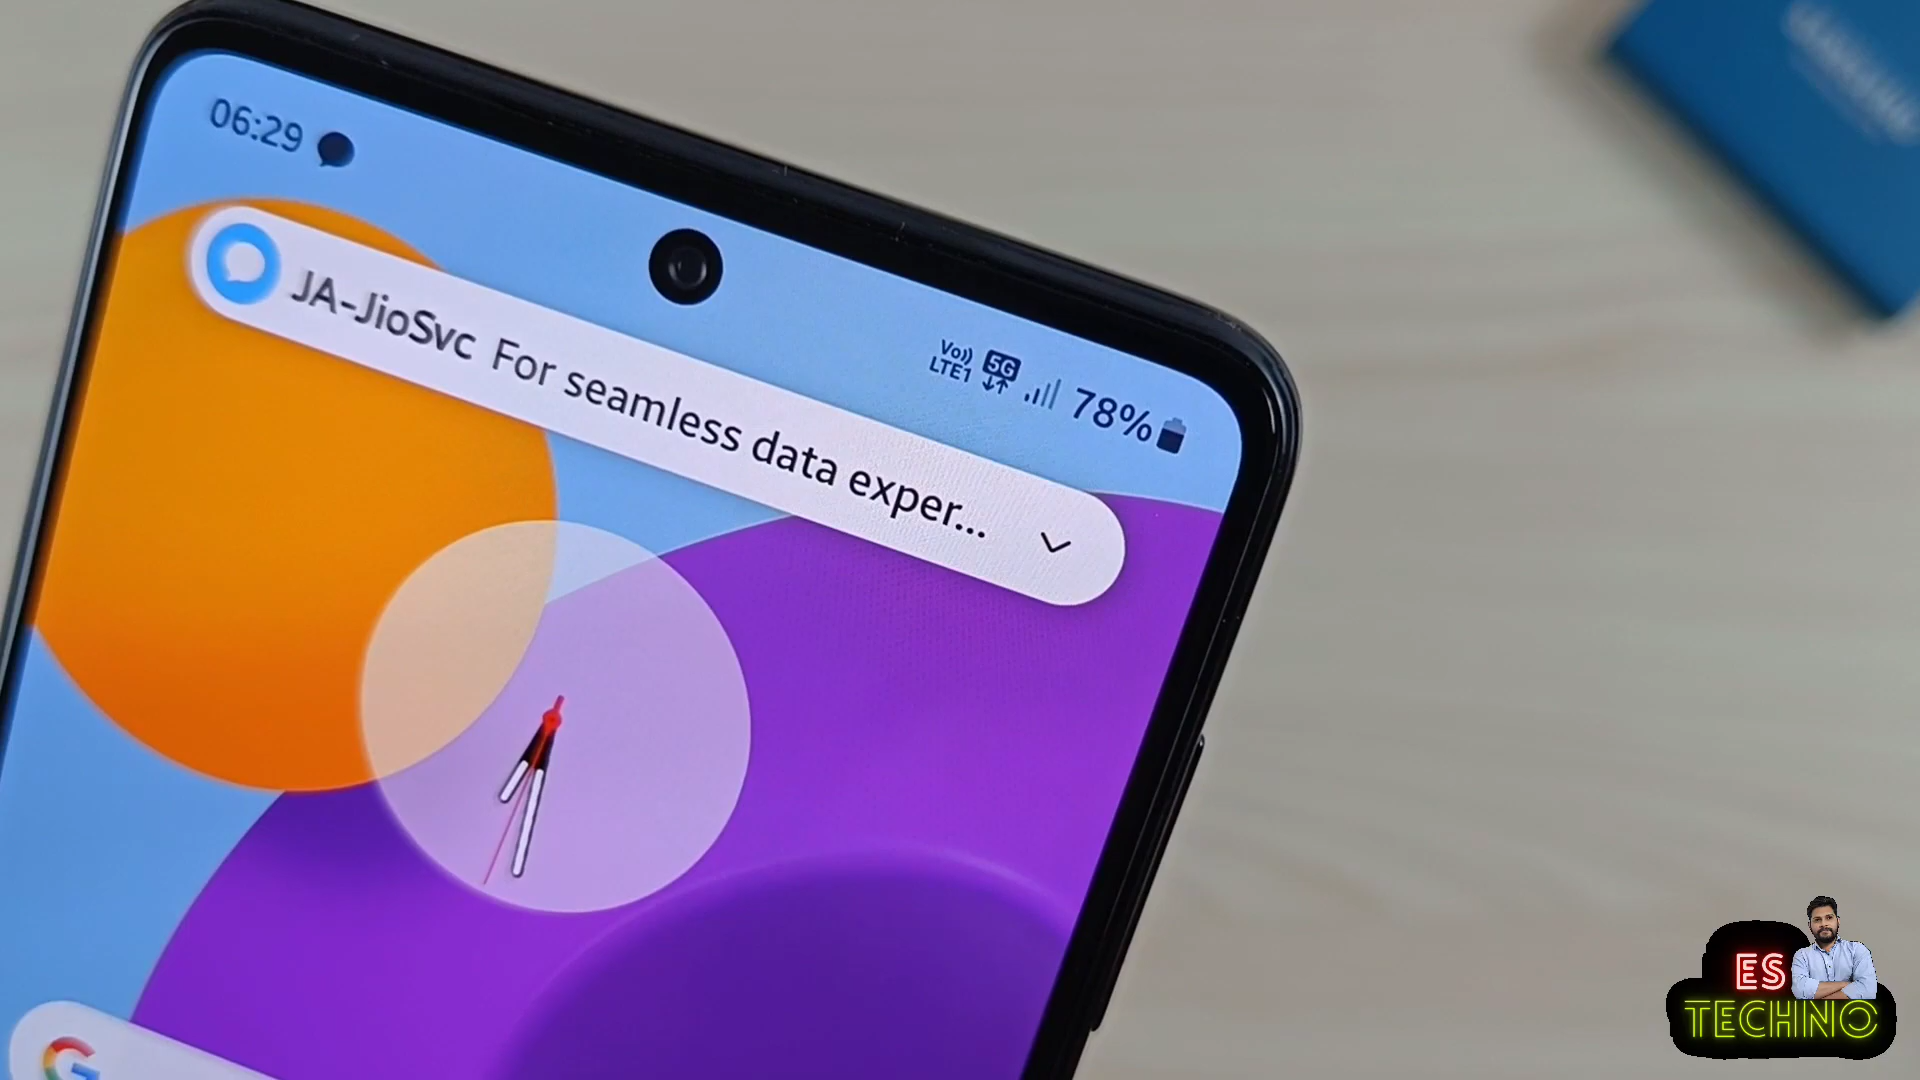 06:29
Vo)) LTE1 5G 78%
JA-JioSvc For seamless data exper...
G
ES
TECHNO